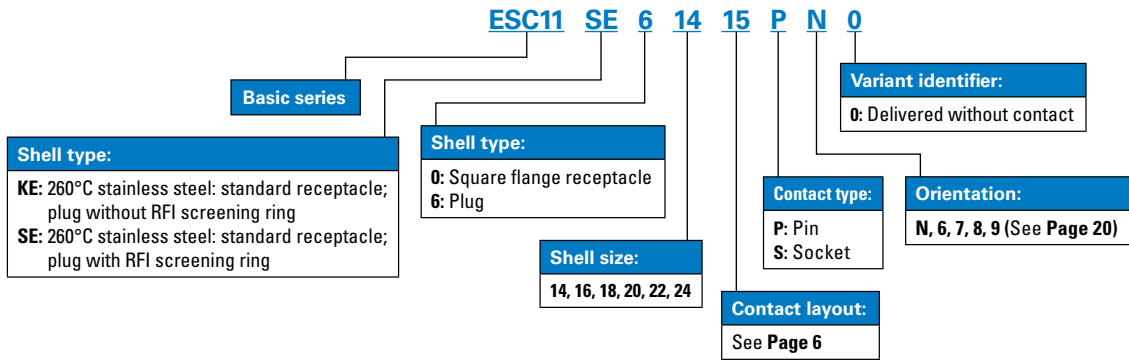 ESC11 SE 6 14 15 P N 0
Basic series
Shell type:
KE: 260°C stainless steel: standard receptacle;
plug without RFI screening ring
SE: 260°C stainless steel: standard receptacle;
plug with RFI screening ring
Shell type:
0: Square flange receptacle
6: Plug
Shell size:
14, 16, 18, 20, 22, 24
Contact layout:
See Page 6
Contact type:
P: Pin
S: Socket
Orientation:
N, 6, 7, 8, 9 (See Page 20)
Variant identifier:
0: Delivered without contact